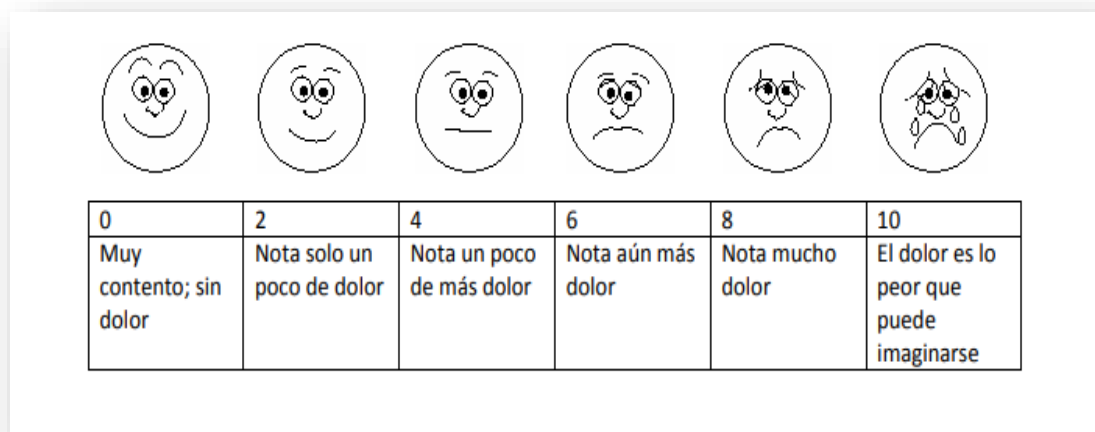 0
Muy
contento; sin
dolor
2
Nota solo un
poco de dolor
4
Nota un poco
de más dolor
6
Nota aún más
dolor
8
Nota mucho
dolor
10
El dolor es lo
peor que
puede
imaginarse